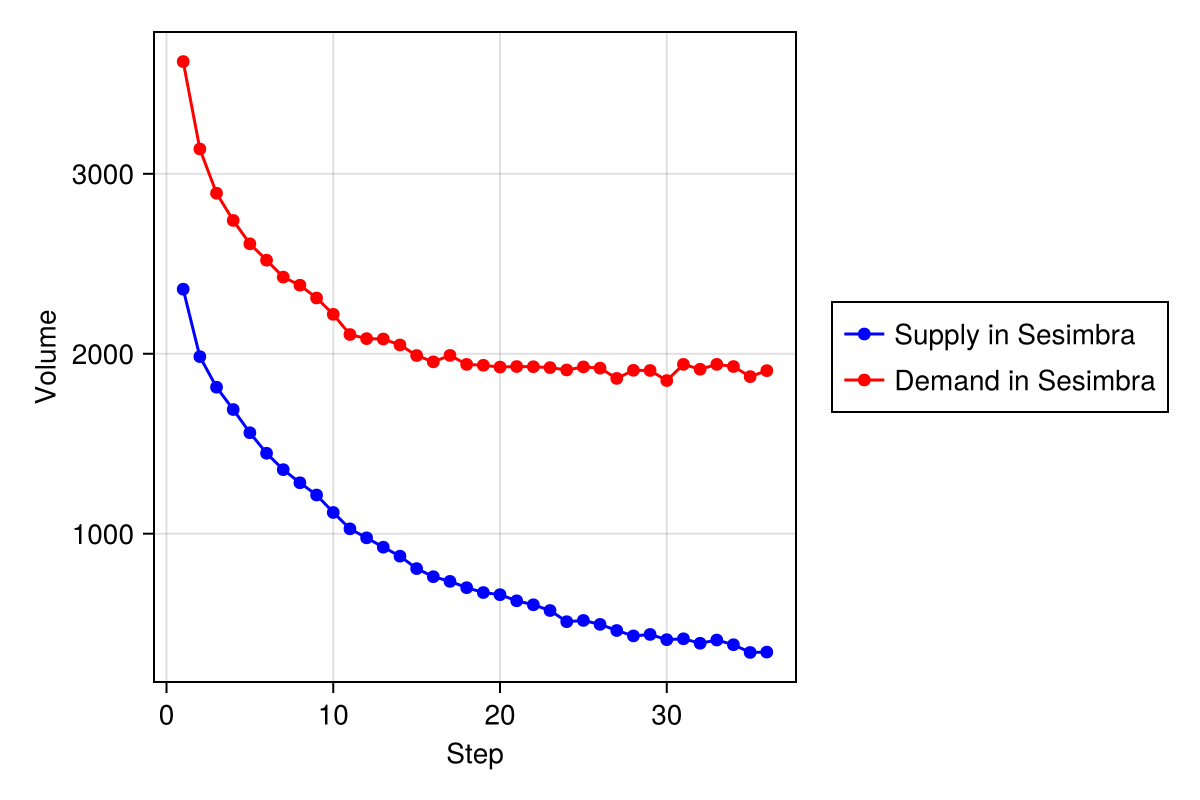 3000
2000
1000
Volume
0 10 20 30
Step
Supply in Sesimbra
Demand in Sesimbra